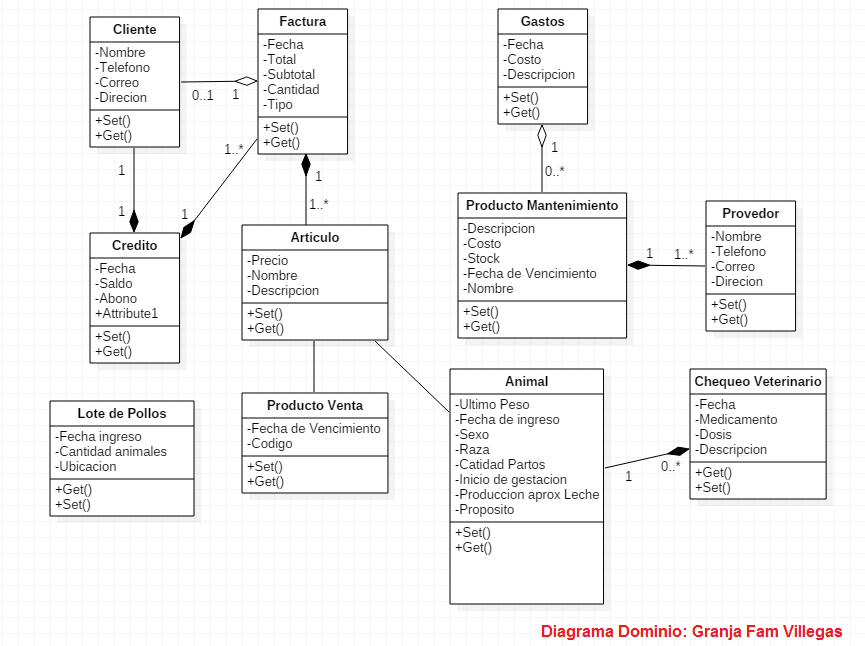 Cliente
-Nombre
-Telefono
-Correo
-Direcion
+Set()
+Get()
0..1
1
Factura
-Fecha
-Total
-Subtotal
-Cantidad
-Tipo
+Set()
+Get()
Gastos
-Fecha
-Costo
-Descripcion
+Set()
+Get()
1
0..*
1
1
1..*
1
1
1..*
Credito
-Fecha
-Saldo
-Abono
+Attribute1
+Set()
+Get()
Articulo
-Precio
-Nombre
-Descripcion
+Set()
+Get()
Producto Mantenimiento
-Descripcion
-Costo
-Stock
-Fecha de Vencimiento
-Nombre
+Set()
+Get()
1
1..*
Provedor
-Nombre
-Telefono
-Correo
-Direcion
+Set()
+Get()
Lote de Pollos
-Fecha ingreso
-Cantidad animales
-Ubicacion
+Get()
+Set()
Producto Venta
-Fecha de Vencimiento
-Codigo
+Set()
+Get()
Animal
-Ultimo Peso
-Fecha de ingreso
-Sexo
-Raza
-Catidad Partos
-Inicio de gestacion
-Produccion aprox Leche
-Proposito
+Set()
+Get()
1
0..*
Chequeo Veterinario
-Fecha
-Medicamento
-Dosis
-Descripcion
+Get()
+Set()
Diagrama Dominio: Granja Fam Villegas